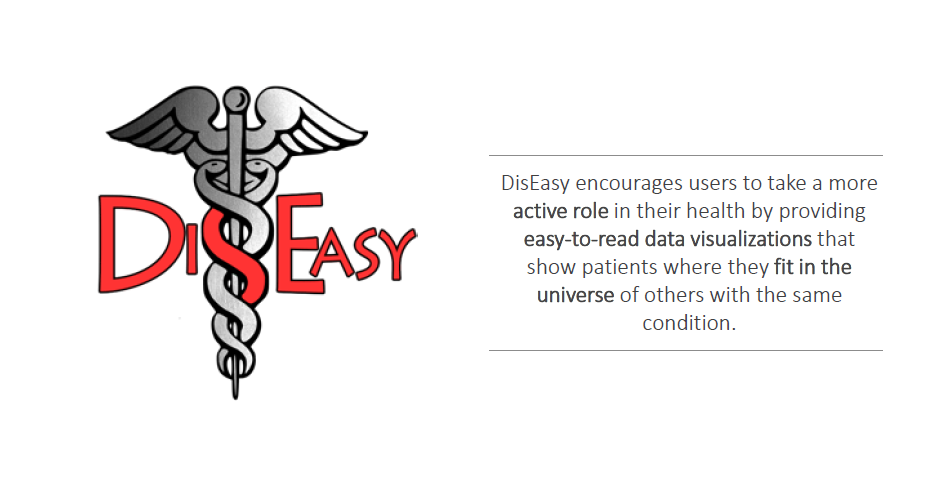 DisEasy
DisEasy encourages users to take a more
active role in their health by providing
easy-to-read data visualizations that
show patients where they fit in the
universe of others with the same
condition.